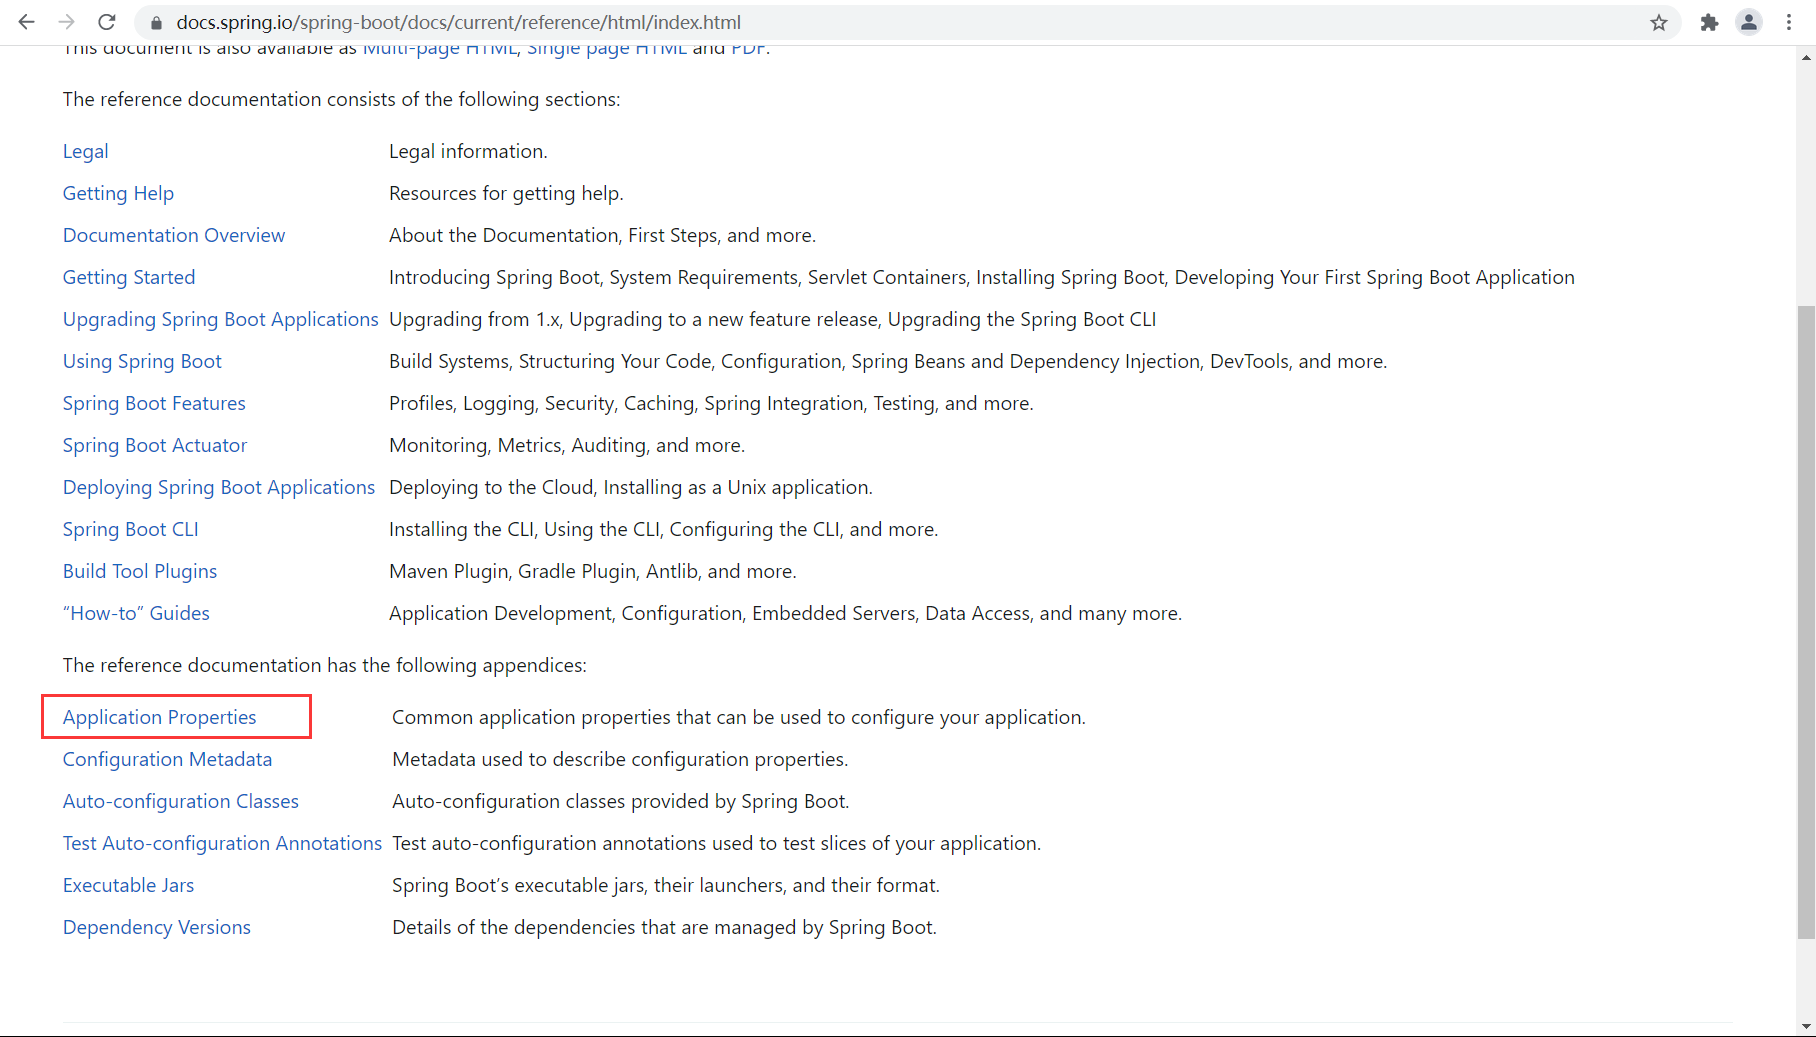 docs.spring.io/spring-boot/docs/current/reference/html/index.html
This document is also available as Multi-page HTML, Single page HTML and PDF.
The reference documentation consists of the following sections:
Legal Legal information.
Getting Help Resources for getting help.
Documentation Overview About the Documentation, First Steps, and more.
Getting Started Introducing Spring Boot, System Requirements, Servlet Containers, Installing Spring Boot, Developing Your First Spring Boot Application
Upgrading Spring Boot Applications Upgrading from 1.x, Upgrading to a new feature release, Upgrading the Spring Boot CLI
Using Spring Boot Build Systems, Structuring Your Code, Configuration, Spring Beans and Dependency Injection, DevTools, and more.
Spring Boot Features Profiles, Logging, Security, Caching, Spring Integration, Testing, and more.
Spring Boot Actuator Monitoring, Metrics, Auditing, and more.
Deploying Spring Boot Applications Deploying to the Cloud, Installing as a Unix application.
Spring Boot CLI Installing the CLI, Using the CLI, Configuring the CLI, and more.
Build Tool Plugins Maven Plugin, Gradle Plugin, Antlib, and more.
“How-to” Guides Application Development, Configuration, Embedded Servers, Data Access, and many more.
The reference documentation has the following appendices:
Application Properties Common application properties that can be used to configure your application.
Configuration Metadata Metadata used to describe configuration properties.
Auto-configuration Classes Auto-configuration classes provided by Spring Boot.
Test Auto-configuration Annotations Test auto-configuration annotations used to test slices of your application.
Executable Jars Spring Boot’s executable jars, their launchers, and their format.
Dependency Versions Details of the dependencies that are managed by Spring Boot.